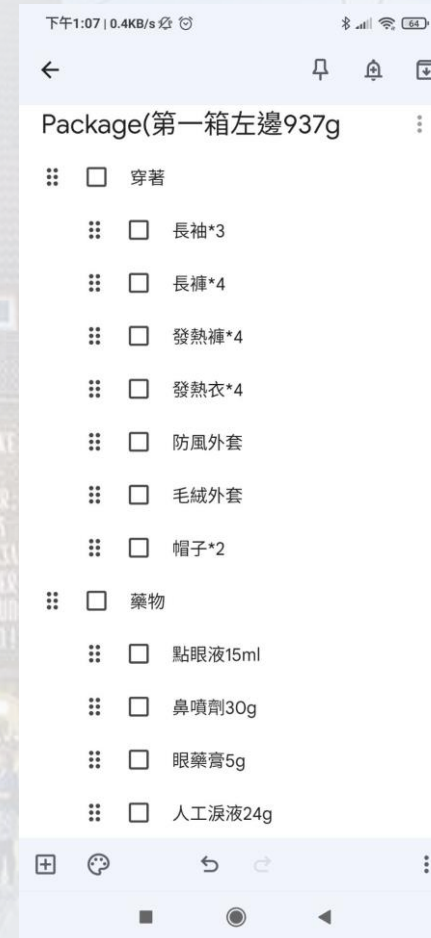 下午1:07 | 0.4KB/s
64
Package(第一箱左邊937g
穿著
長袖*3
長褲*4
發熱褲*4
發熱衣*4
防風外套
毛絨外套
帽子*2
藥物
點眼液15ml
鼻噴劑30g
眼藥膏5g
人工淚液24g